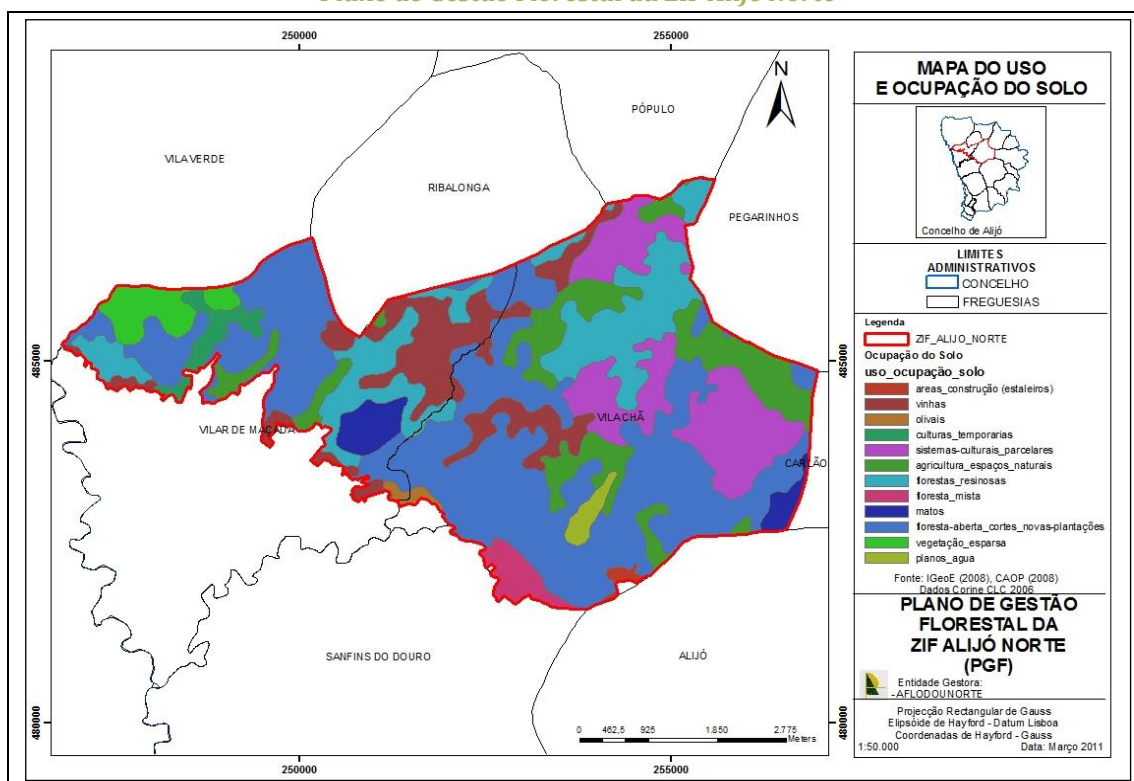 Plano de Gestão Florestal da ZIF Alijó Norte
250000
255000
N
PÓPULO
VILA VERDE
RIBALONGA
PEGARINHOS
485000
485000
VILAR DE MAÇADA
VILA CHÃ
CARLÃO
SANFINS DO DOURO
ALIJÓ
480000
480000
0 462,5 925 1.850 2.775
Meters
250000
255000
MAPA DO USO
E OCUPAÇÃO DO SOLO
Concelho de Alijó
LIMITES
ADMINISTRATIVOS
CONCELHO
FREGUESIAS
Legenda
ZIF_ALIJO_NORTE
Ocupação do Solo
uso_ocupação_solo
areas_construção (estaleiros)
vinhas
olivais
culturas_temporarias
sistemas-culturais_parcelares
agricultura_espaços_naturais
florestas_resinosas
floresta_mista
matos
floresta-aberta_cortes_novas-plantações
vegetação_esparsa
planos_agua
Fonte: IGeoE (2008), CAOP (2008)
Dados Corine CLC 2006
PLANO DE GESTÃO
FLORESTAL DA
ZIF ALIJÓ NORTE
(PGF)
Entidade Gestora:
-AFLODOUNORTE
Projecção Rectangular de Gauss
Elipsóide de Hayford - Datum Lisboa
Coordenadas de Hayford - Gauss
1:50.000 Data: Março 2011